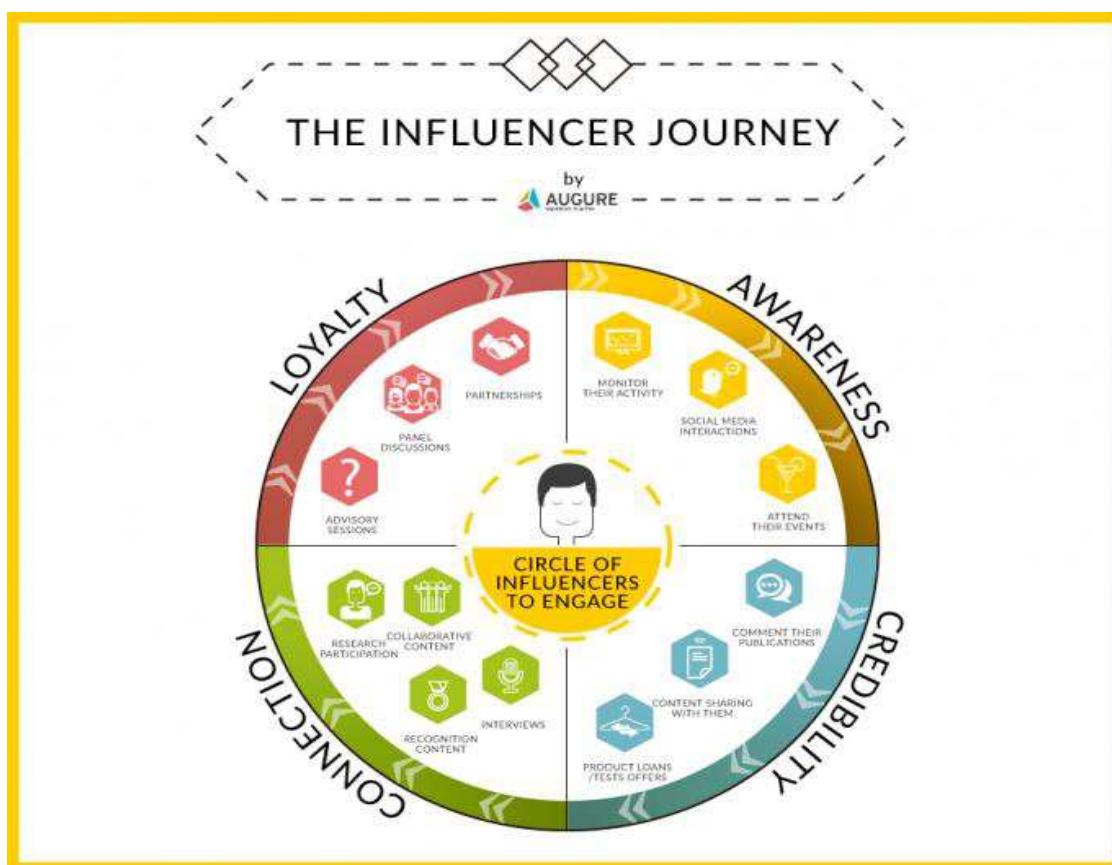 THE INFLUENCER JOURNEY
by
AUGURE
LOYALTY
AWARENESS
PARTNERSHIPS
PANEL
DISCUSSIONS
?
ADVISORY
SESSIONS
MONITOR
THEIR ACTIVITY
SOCIAL MEDIA
INTERACTIONS
ATTEND
THEIR EVENTS
CIRCLE OF
INFLUENCERS
TO ENGAGE
CREDIBILITY
COMMENT THEIR
PUBLICATIONS
CONTENT SHARING
WITH THEM
PRODUCT LOANS
/TESTS OFFERS
CONNECTION
RESEARCH
PARTICIPATION
COLLABORATIVE
CONTENT
INTERVIEWS
RECOGNITION
CONTENT